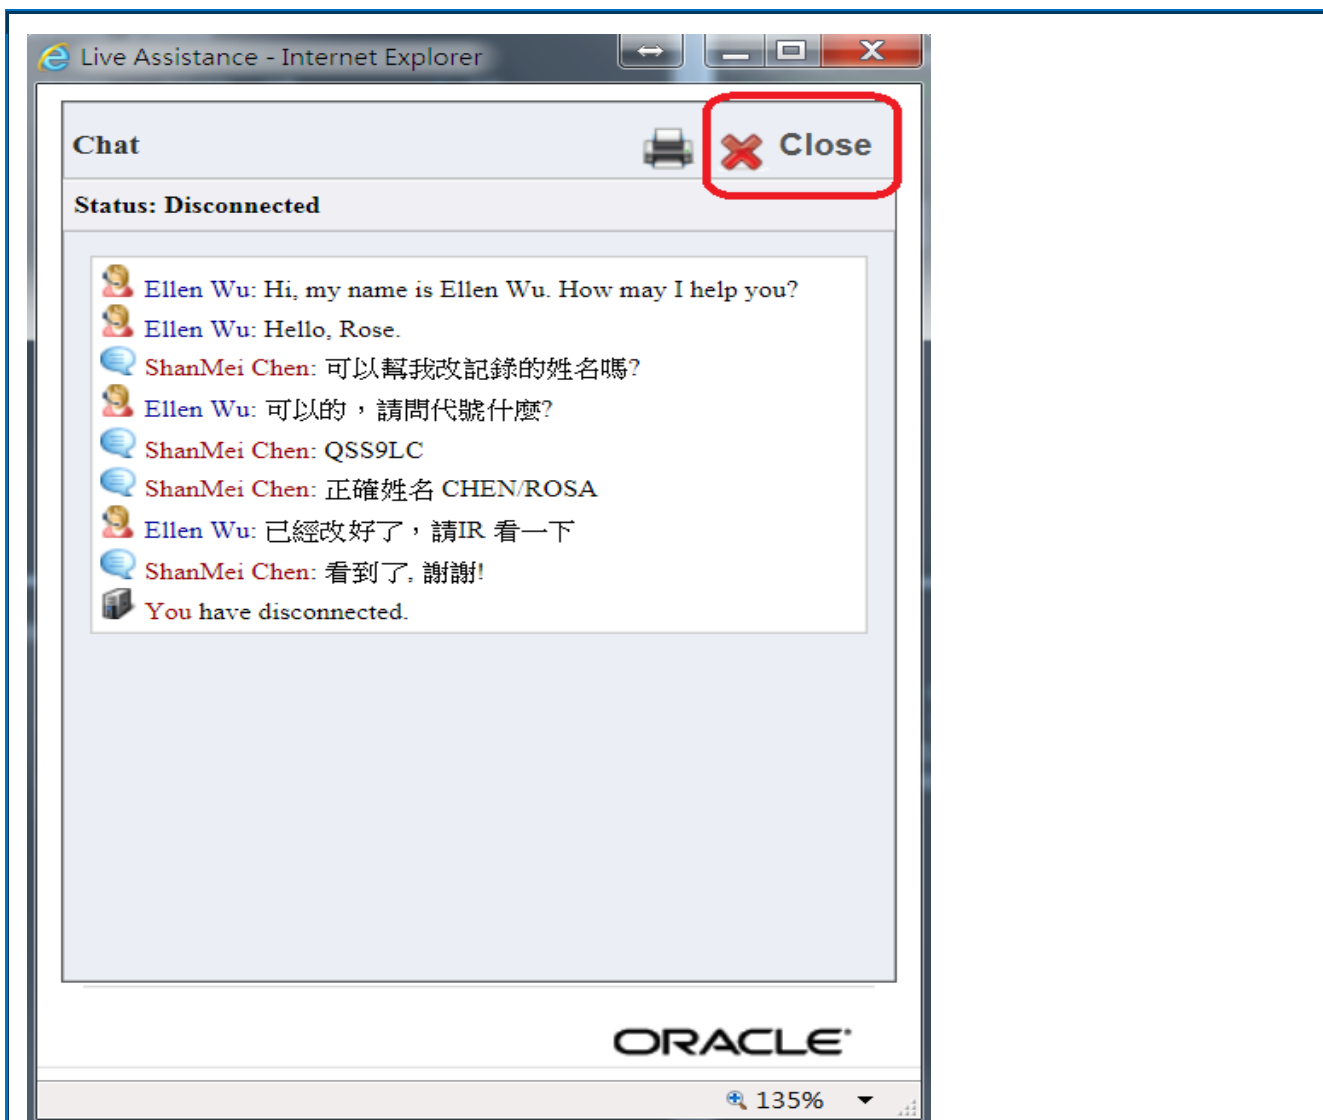 Live Assistance - Internet Explorer
Chat
Close
Status: Disconnected
Ellen Wu: Hi, my name is Ellen Wu. How may I help you?
Ellen Wu: Hello, Rose.
ShanMei Chen: 可以幫我改記錄的姓名嗎?
Ellen Wu: 可以的，請問代號什麼?
ShanMei Chen: QSS9LC
ShanMei Chen: 正確姓名 CHEN/ROSA
Ellen Wu: 已經改好了，請IR 看一下
ShanMei Chen: 看到了, 謝謝!
You have disconnected.
ORACLE
135%